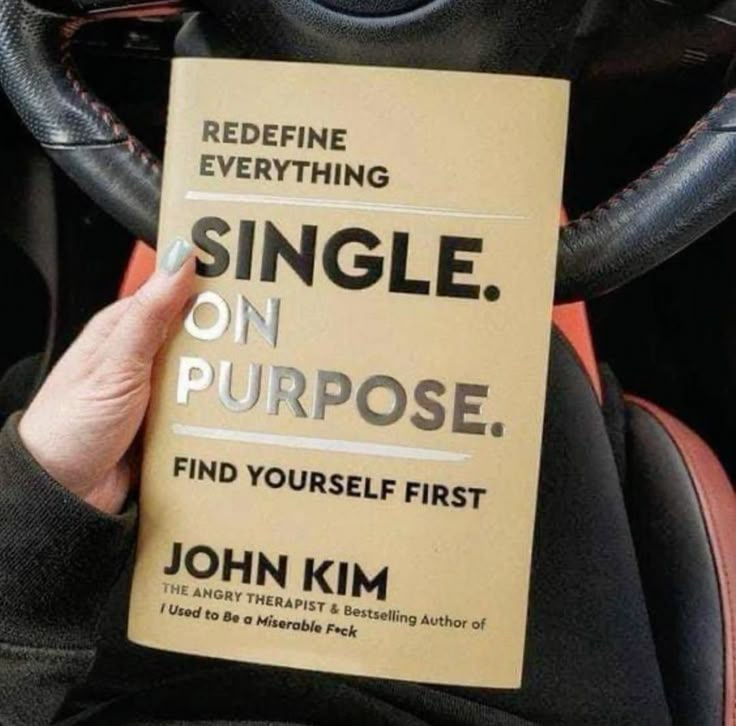 REDEFINE
EVERYTHING
SINGLE.
ON
PURPOSE.
FIND YOURSELF FIRST
JOHN KIM
THE ANGRY THERAPIST & Bestselling Author of
I Used to Be a Miserable F*ck